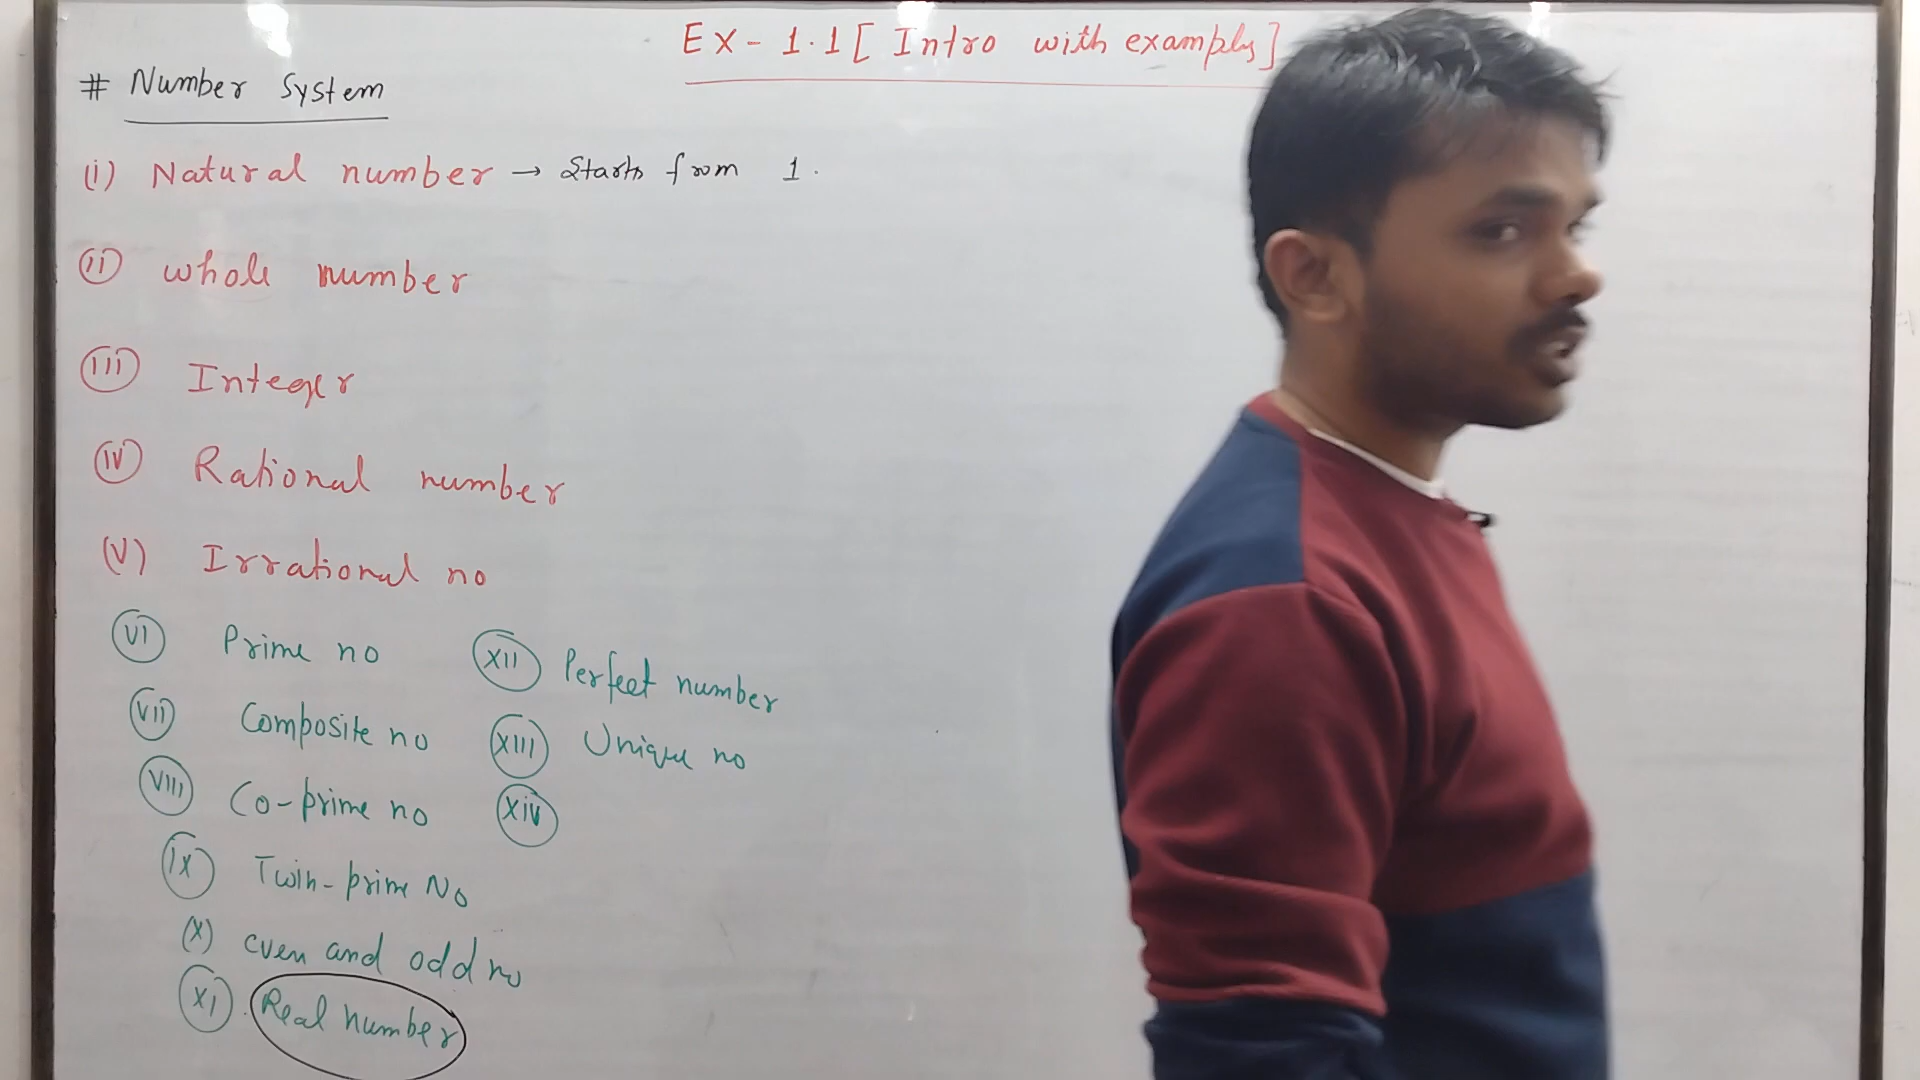 Ex - 1.1 [ Intro with examples ]
# Number System
(i) Natural number → Starts from 1.
(ii) whole number
(iii) Integer
(iv) Rational number
(v) Irrational no
(vi) Prime no
(vii) Composite no
(viii) Co-prime no
(ix) Twin-prime No
(x) even and odd no
(xi) Real number
(xii) Perfect number
(xiii) Unique no
(xiv)